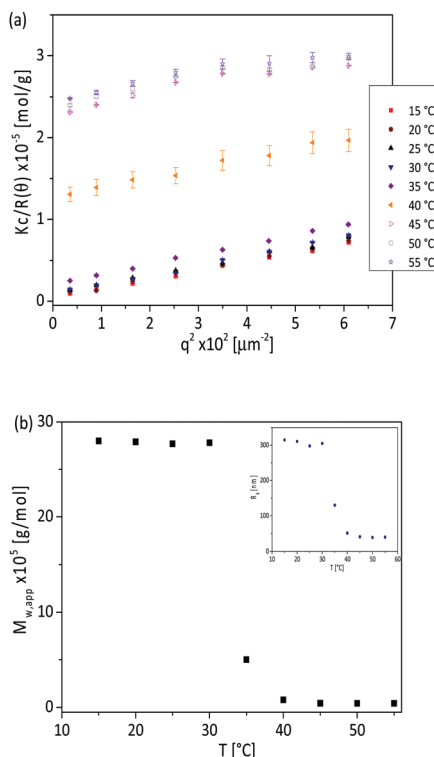 (a)
Kc/R(θ) x10⁻⁵ [mol/g]
3
2
1
0
0 1 2 3 4 5 6 7
q² x10² [µm⁻²]
15 °C
20 °C
25 °C
30 °C
35 °C
40 °C
45 °C
50 °C
55 °C
(b)
M_w,app x10⁵ [g/mol]
30
20
10
0
10 20 30 40 50
T [°C]
R_g [nm]
300
200
100
0
10 20 30 40 50 60
T [°C]